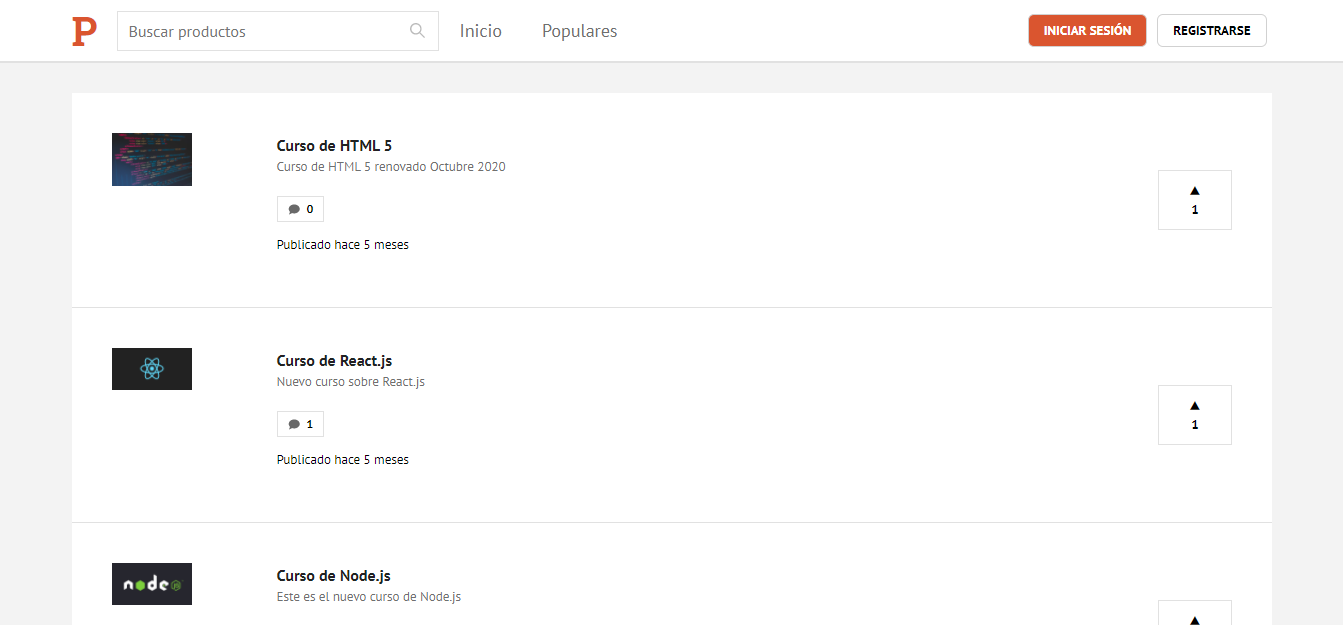 P
Buscar productos
Inicio
Populares
INICIAR SESIÓN
REGISTRARSE
Curso de HTML 5
Curso de HTML 5 renovado Octubre 2020
0
Publicado hace 5 meses
▲
1
Curso de React.js
Nuevo curso sobre React.js
1
Publicado hace 5 meses
▲
1
node
Curso de Node.js
Este es el nuevo curso de Node.js
▲